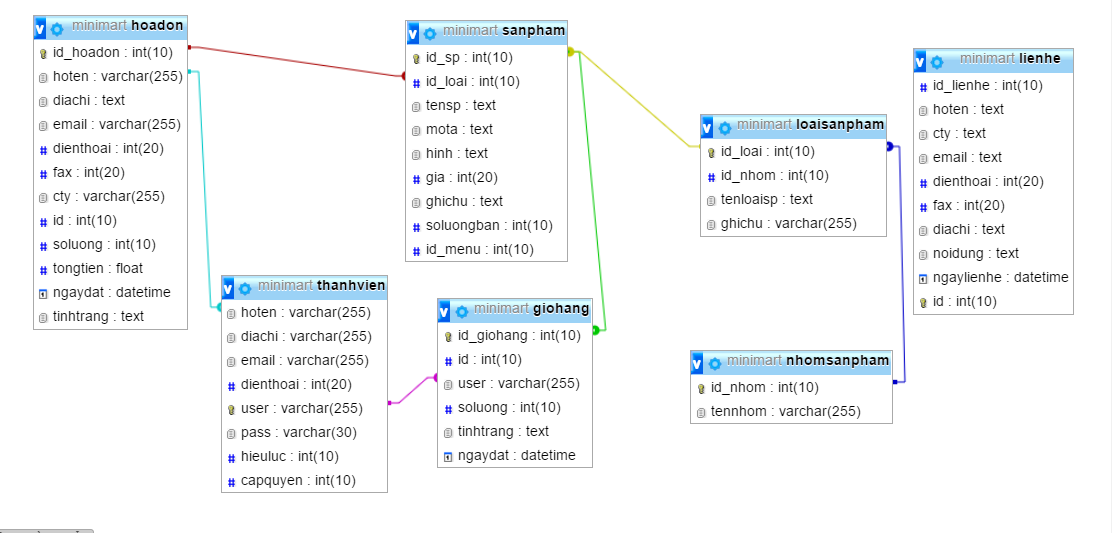 minimart hoadon
id_hoadon : int(10)
hoten : varchar(255)
diachi : text
email : varchar(255)
dienthoai : int(20)
fax : int(20)
cty : varchar(255)
id : int(10)
soluong : int(10)
tongtien : float
ngaydat : datetime
tinhtrang : text
minimart sanpham
id_sp : int(10)
id_loai : int(10)
tensp : text
mota : text
hinh : text
gia : int(20)
ghichu : text
soluongban : int(10)
id_menu : int(10)
minimart loaisanpham
id_loai : int(10)
id_nhom : int(10)
tenloaisp : text
ghichu : varchar(255)
minimart lienhe
id_lienhe : int(10)
hoten : text
cty : text
email : text
dienthoai : int(20)
fax : int(20)
diachi : text
noidung : text
ngaylienhe : datetime
id : int(10)
minimart thanhvien
hoten : varchar(255)
diachi : varchar(255)
email : varchar(255)
dienthoai : int(20)
user : varchar(255)
pass : varchar(30)
hieuluc : int(10)
capquyen : int(10)
minimart giohang
id_giohang : int(10)
id : int(10)
user : varchar(255)
soluong : int(10)
tinhtrang : text
ngaydat : datetime
minimart nhomsanpham
id_nhom : int(10)
tennhom : varchar(255)